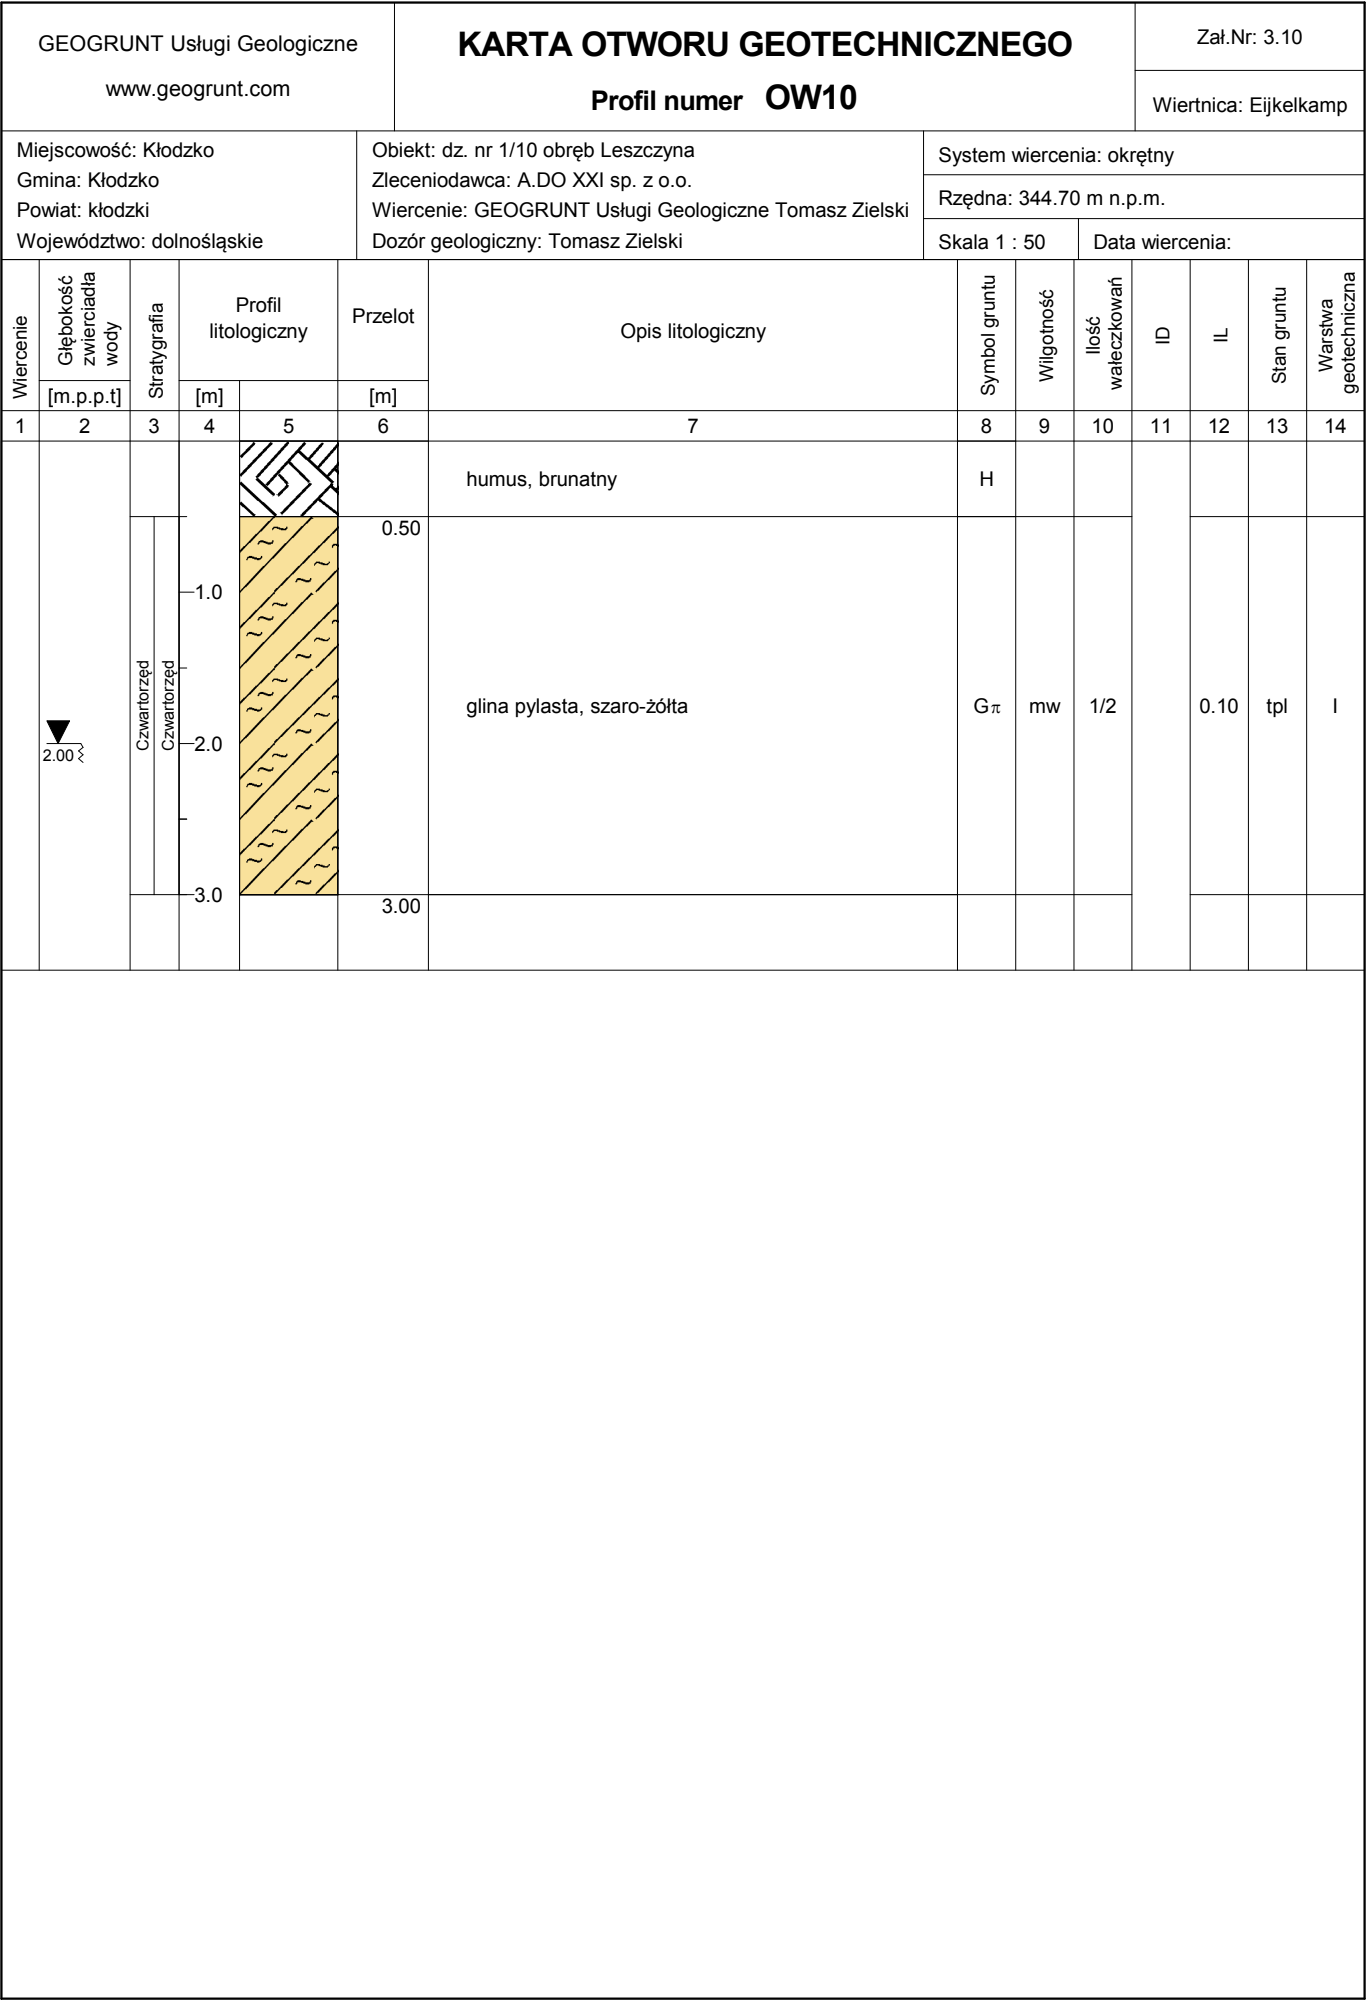 GEOGRUNT Usługi Geologiczne
www.geogrunt.com
KARTA OTWORU GEOTECHNICZNEGO
Profil numer OW10
Zał.Nr: 3.10
Wiertnica: Eijkelkamp
Miejscowość: Kłodzko
Gmina: Kłodzko
Powiat: kłodzki
Województwo: dolnośląskie
Obiekt: dz. nr 1/10 obręb Leszczyna
Zleceniodawca: A.DO XXI sp. z o.o.
Wiercenie: GEOGRUNT Usługi Geologiczne Tomasz Zielski
Dozór geologiczny: Tomasz Zielski
System wiercenia: okrętny
Rzędna: 344.70 m n.p.m.
Skala 1 : 50
Data wiercenia:
Wiercenie
Głębokość
zwierciadła
wody
[m.p.p.t]
Stratygrafia
Profil
litologiczny
[m]
Przelot
[m]
Opis litologiczny
Symbol gruntu
Wilgotność
Ilość
wałeczkowań
ID
IL
Stan gruntu
Warstwa
geotechniczna
1 2 3 4 5 6 7 8 9 10 11 12 13 14
humus, brunatny H
0.50
1.0
Czwartorzęd
Czwartorzęd
glina pylasta, szaro-żółta Gπ mw 1/2 0.10 tpl I
2.0
2.00
3.0
3.00